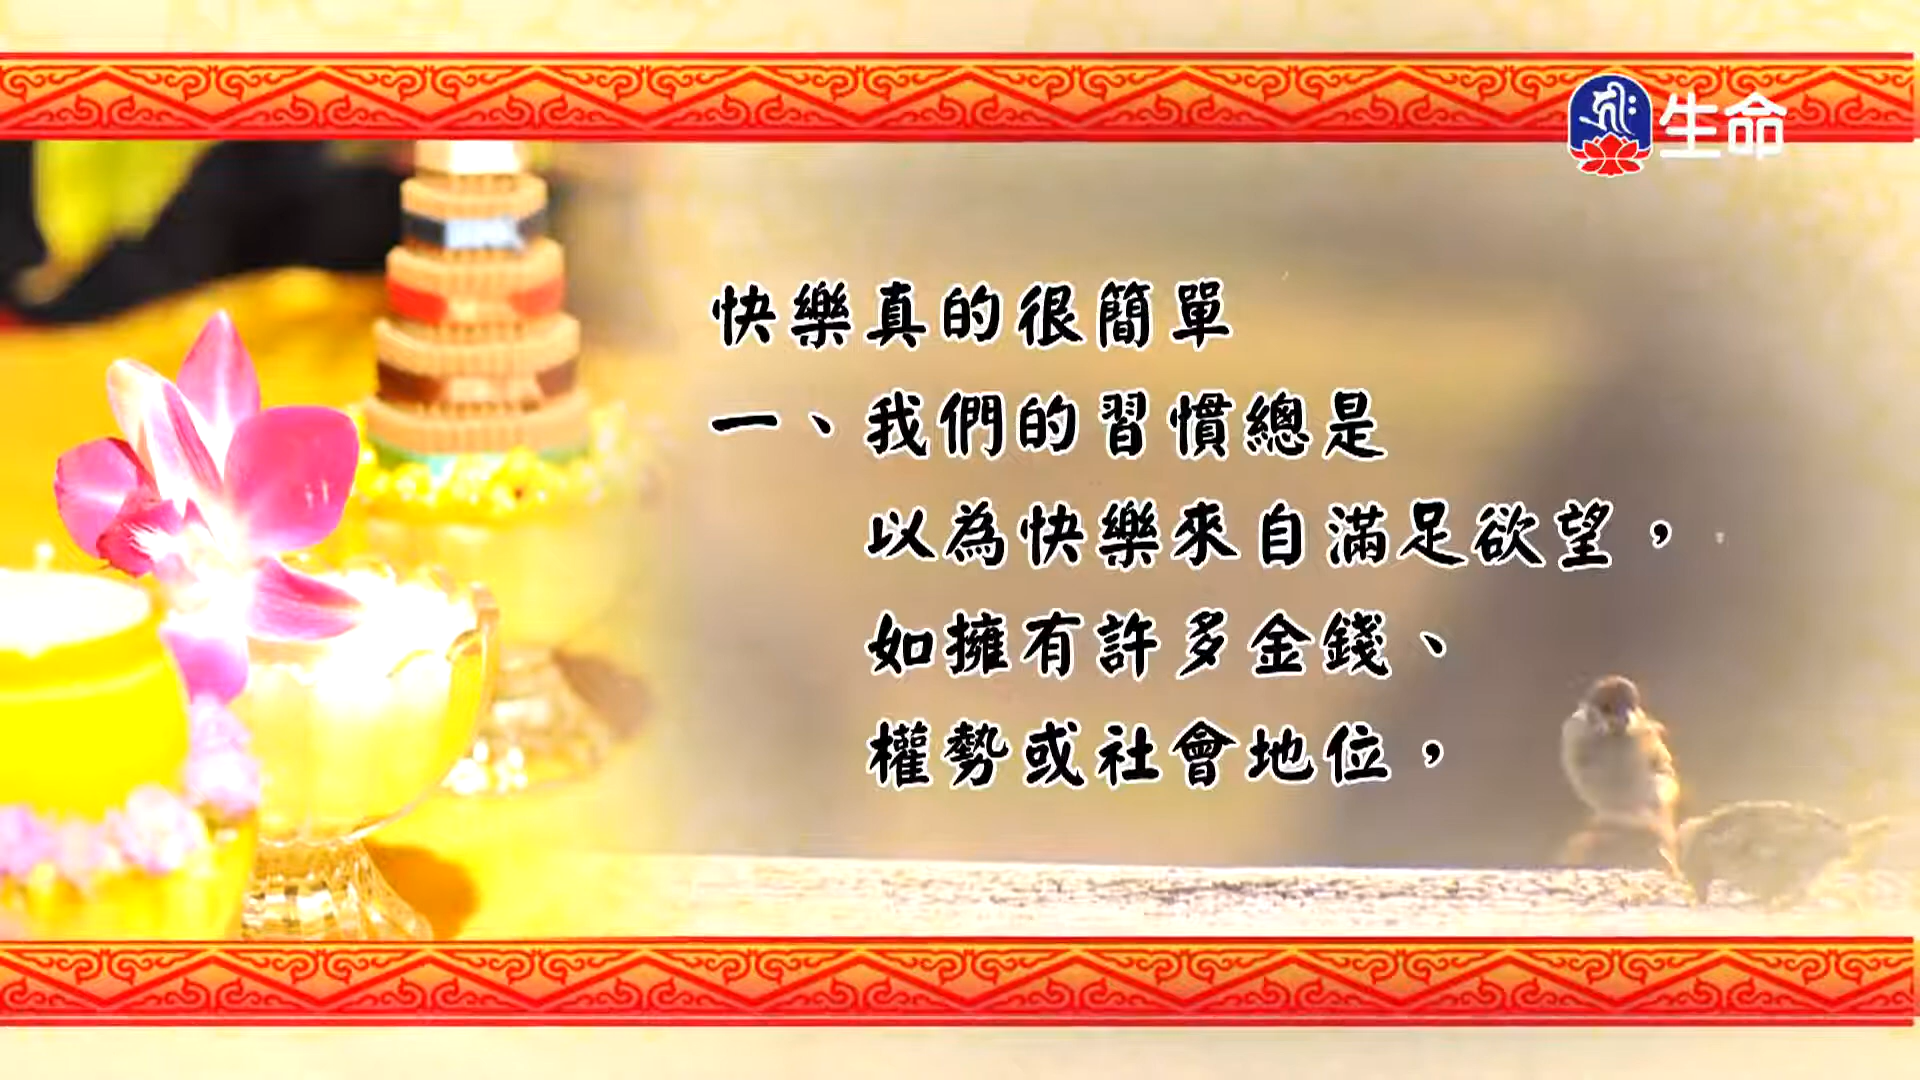 生命
快樂真的很簡單
一、我們的習慣總是
以為快樂來自滿足欲望，
如擁有許多金錢、
權勢或社會地位，